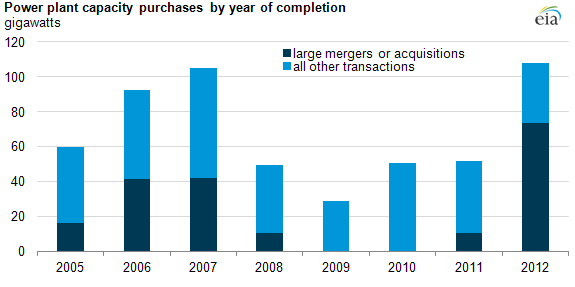 Power plant capacity purchases by year of completion
gigawatts
eia
large mergers or acquisitions
all other transactions
120
100
80
60
40
20
0
2005 2006 2007 2008 2009 2010 2011 2012